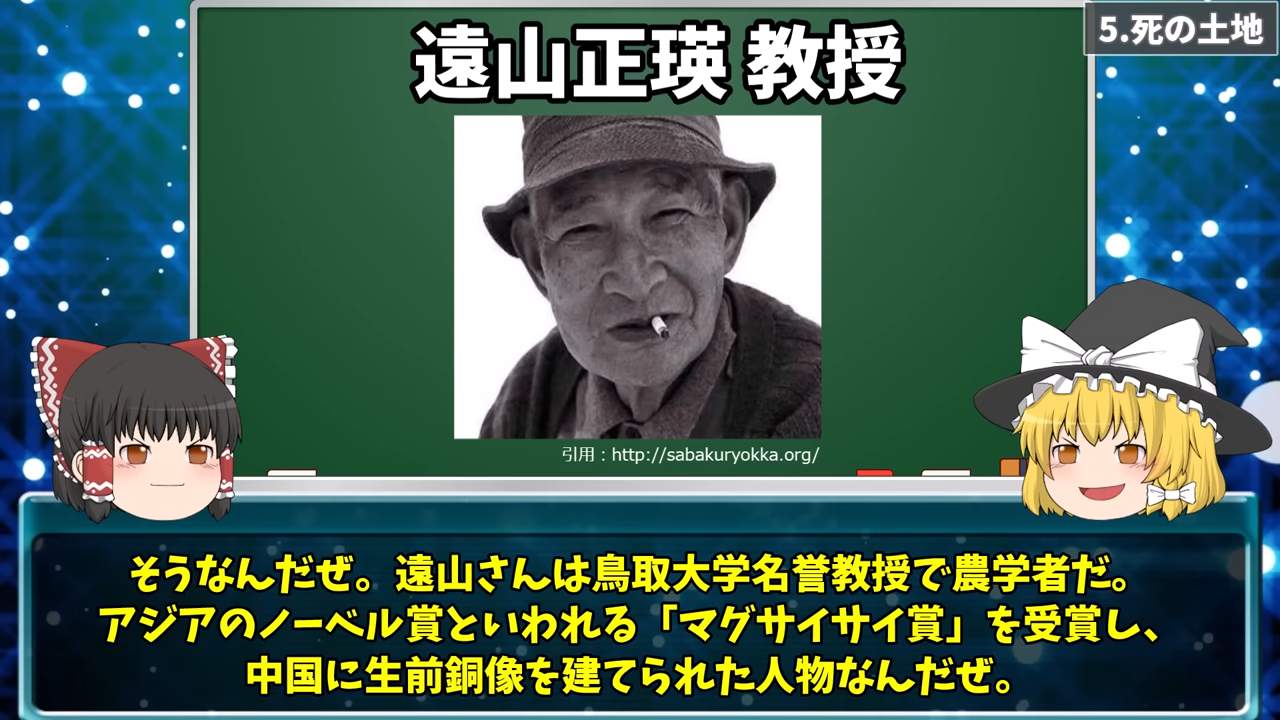 5.死の土地
遠山正瑛 教授
引用：http://sabakuryokka.org/
そうなんだぜ。遠山さんは鳥取大学名誉教授で農学者だ。
アジアのノーベル賞といわれる「マグサイサイ賞」を受賞し、
中国に生前銅像を建てられた人物なんだぜ。